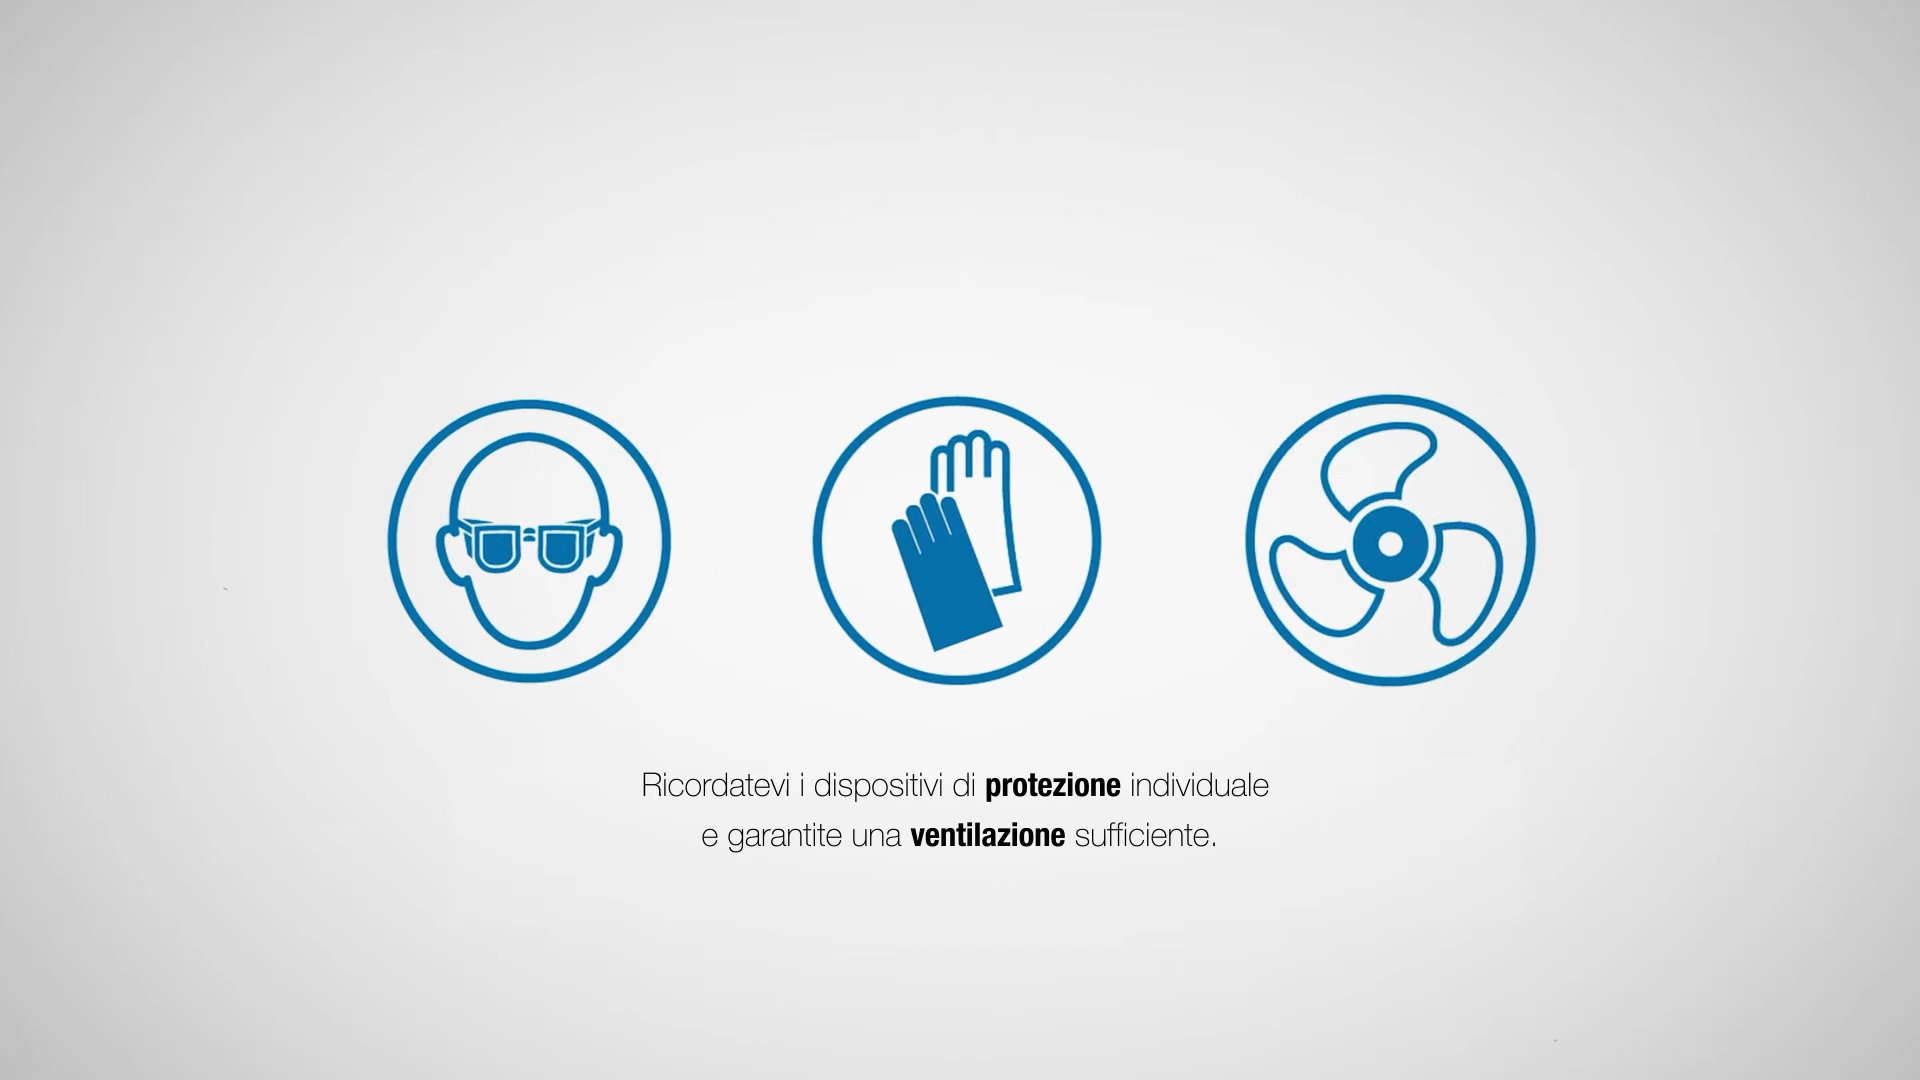 Ricordatevi i dispositivi di protezione individuale
e garantite una ventilazione sufficiente.